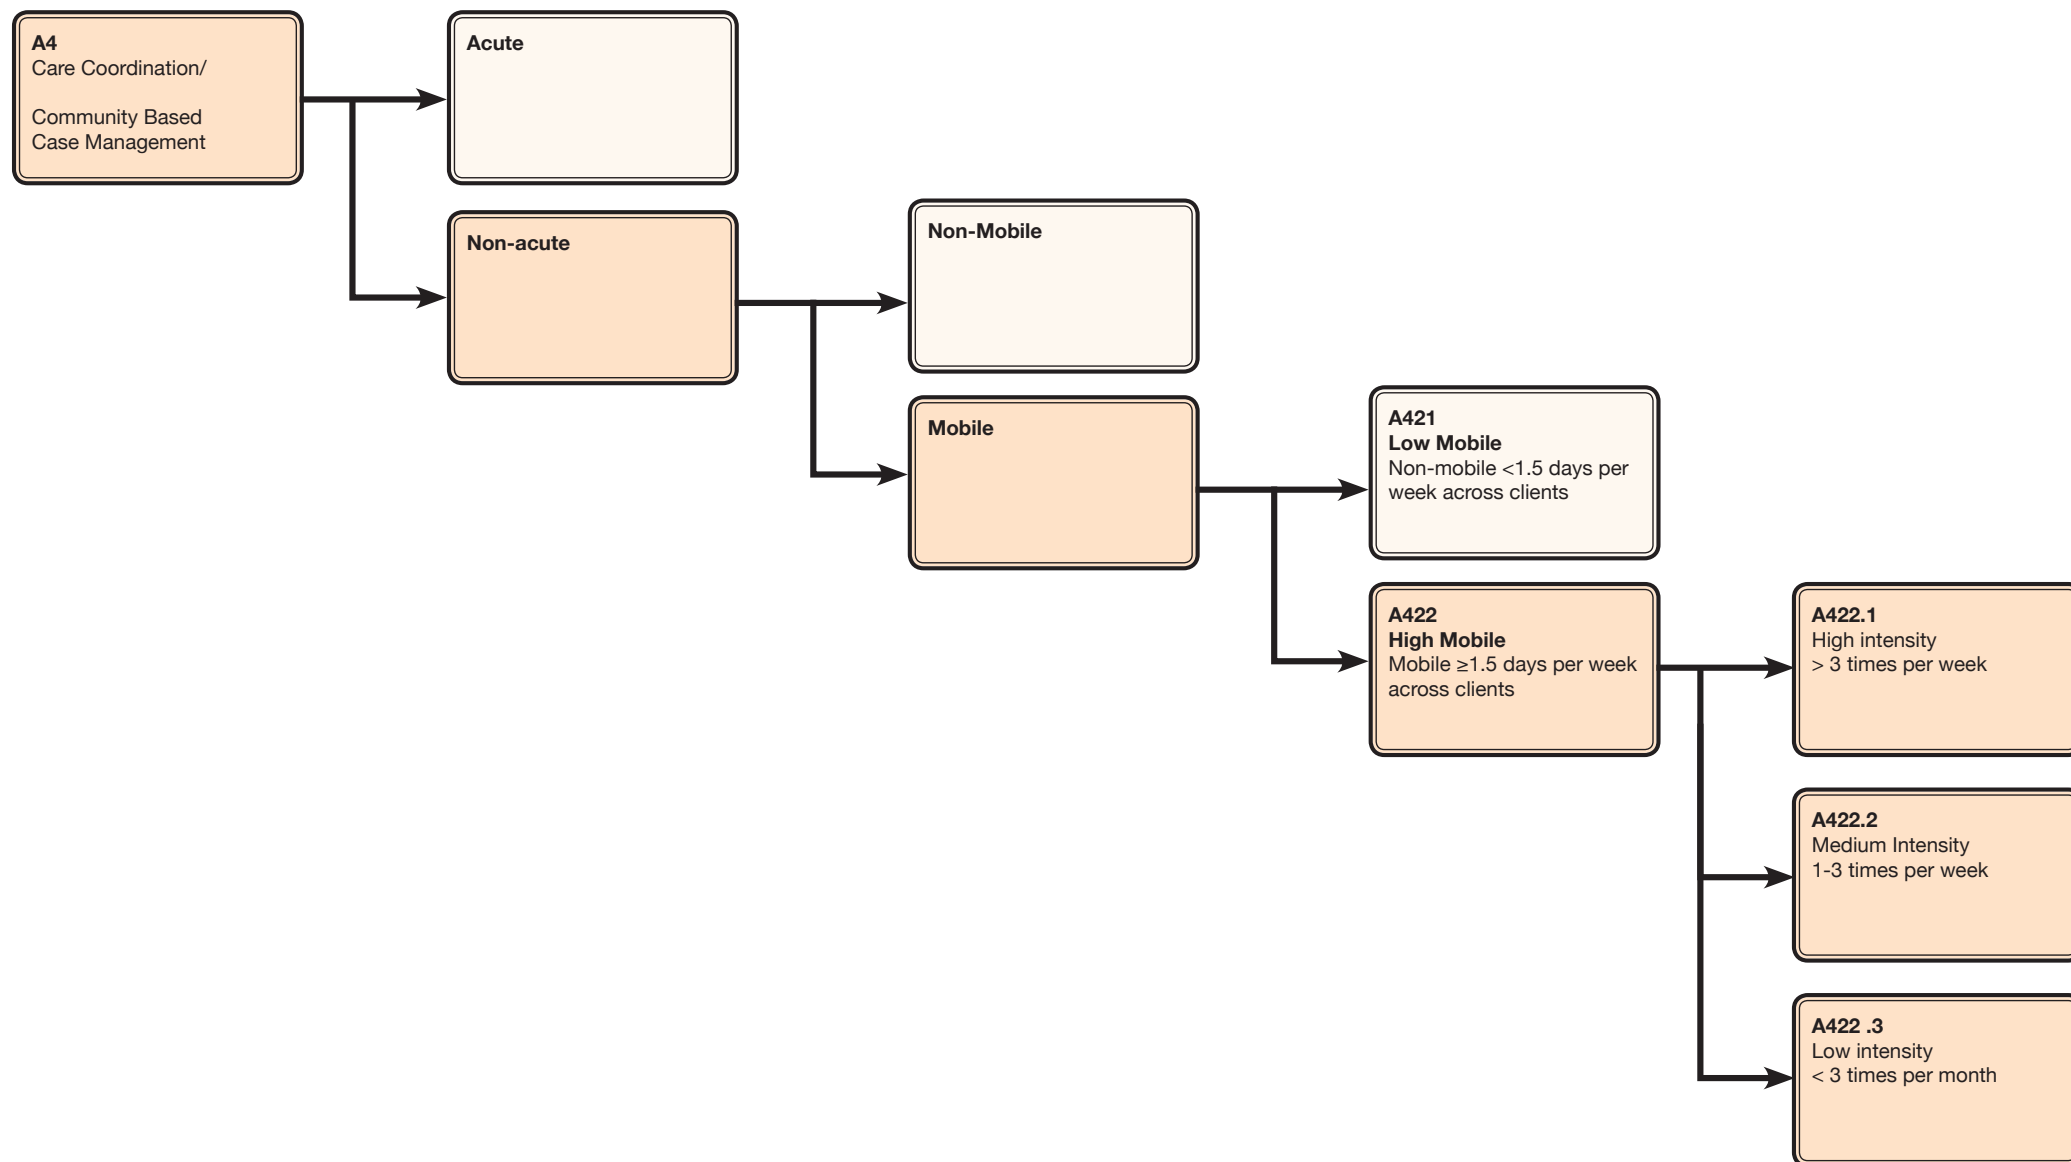 A4
Care Coordination/
Community Based
Case Management
Acute
Non-acute
Non-Mobile
Mobile
A421
Low Mobile
Non-mobile <1.5 days per
week across clients
A422
High Mobile
Mobile ≥1.5 days per week
across clients
A422.1
High intensity
> 3 times per week
A422.2
Medium Intensity
1-3 times per week
A422 .3
Low intensity
< 3 times per month